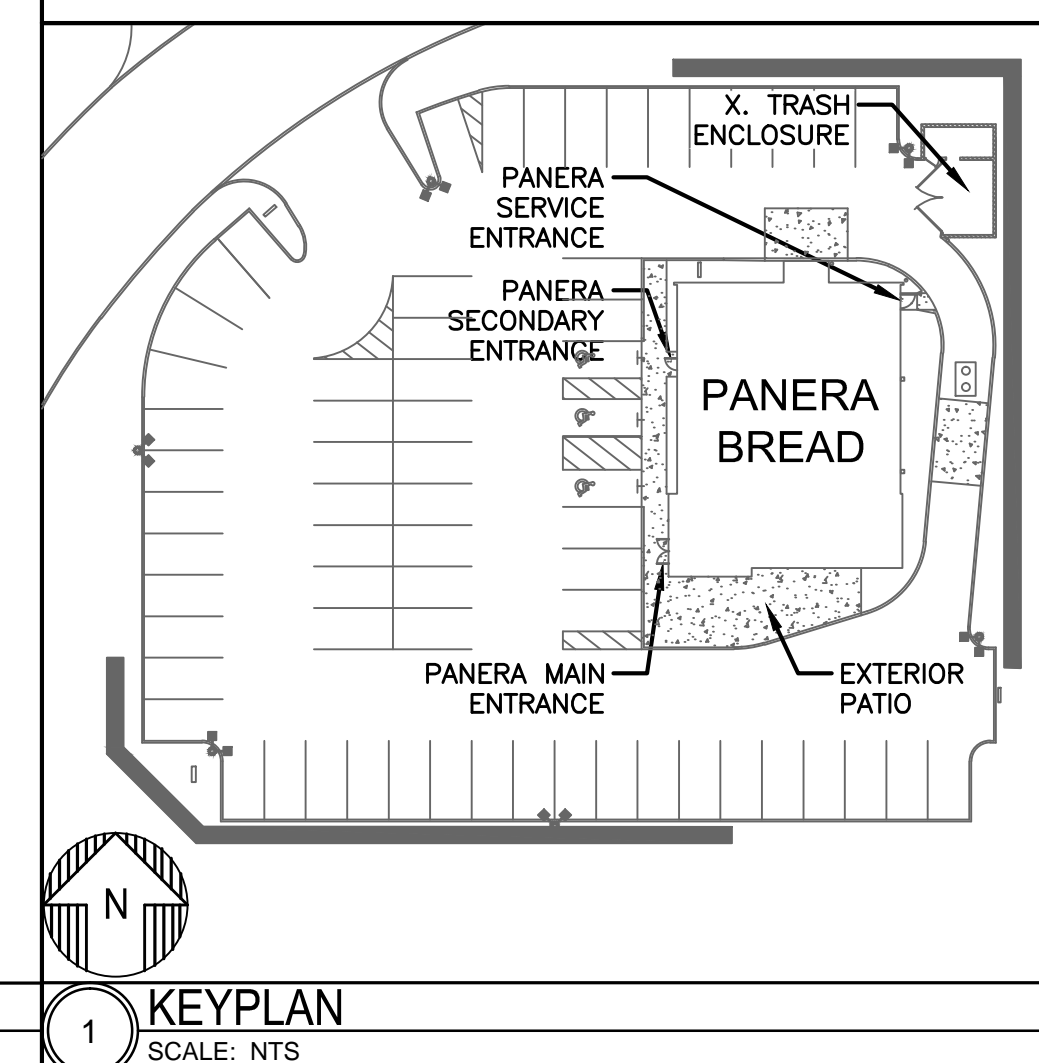 X. TRASH
ENCLOSURE
PANERA
SERVICE
ENTRANCE
PANERA
SECONDARY
ENTRANCE
PANERA
BREAD
PANERA MAIN
ENTRANCE
EXTERIOR
PATIO
N
1
KEYPLAN
SCALE: NTS